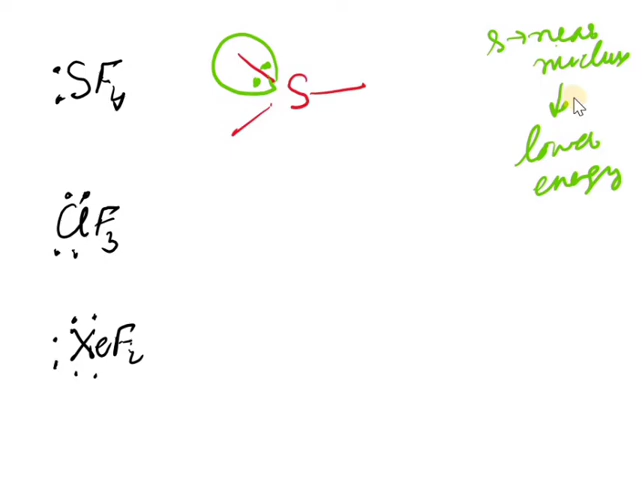 :SF4
S
s → near
nucleus
↓
lower
energy
ClF3
XeF2